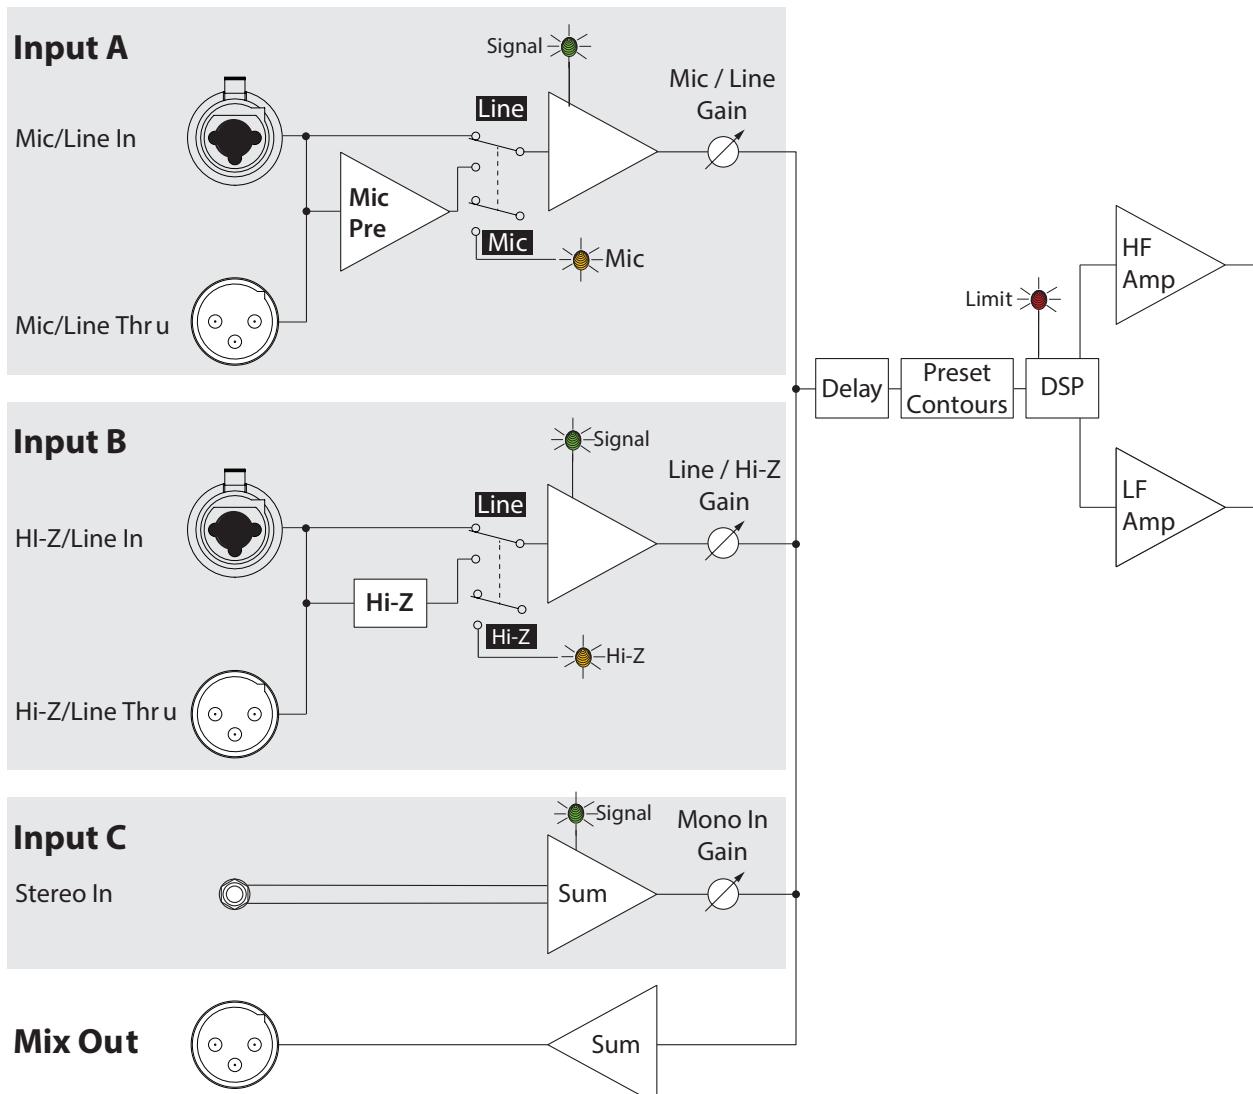 Input A
Signal
Mic / Line
Gain
Line
Mic/Line In
Mic
Pre
Mic
Mic
Mic/Line Thru
HF
Amp
Limit
Delay
Preset
Contours
DSP
LF
Amp
Input B
Signal
Line / Hi-Z
Gain
Line
HI-Z/Line In
Hi-Z
Hi-Z
Hi-Z
Hi-Z/Line Thru
Input C
Signal
Mono In
Gain
Stereo In
Sum
Mix Out
Sum